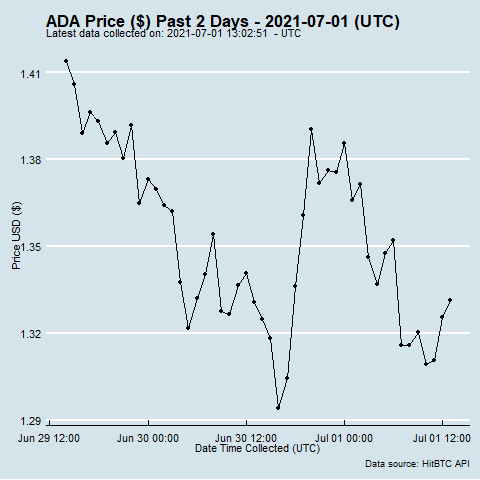 ADA Price ($) Past 2 Days - 2021-07-01 (UTC)
Latest data collected on: 2021-07-01 13:02:51 - UTC
Price USD ($)
1.41
1.38
1.35
1.32
1.29
Jun 29 12:00
Jun 30 00:00
Jun 30 12:00
Jul 01 00:00
Jul 01 12:00
Date Time Collected (UTC)
Data source: HitBTC API